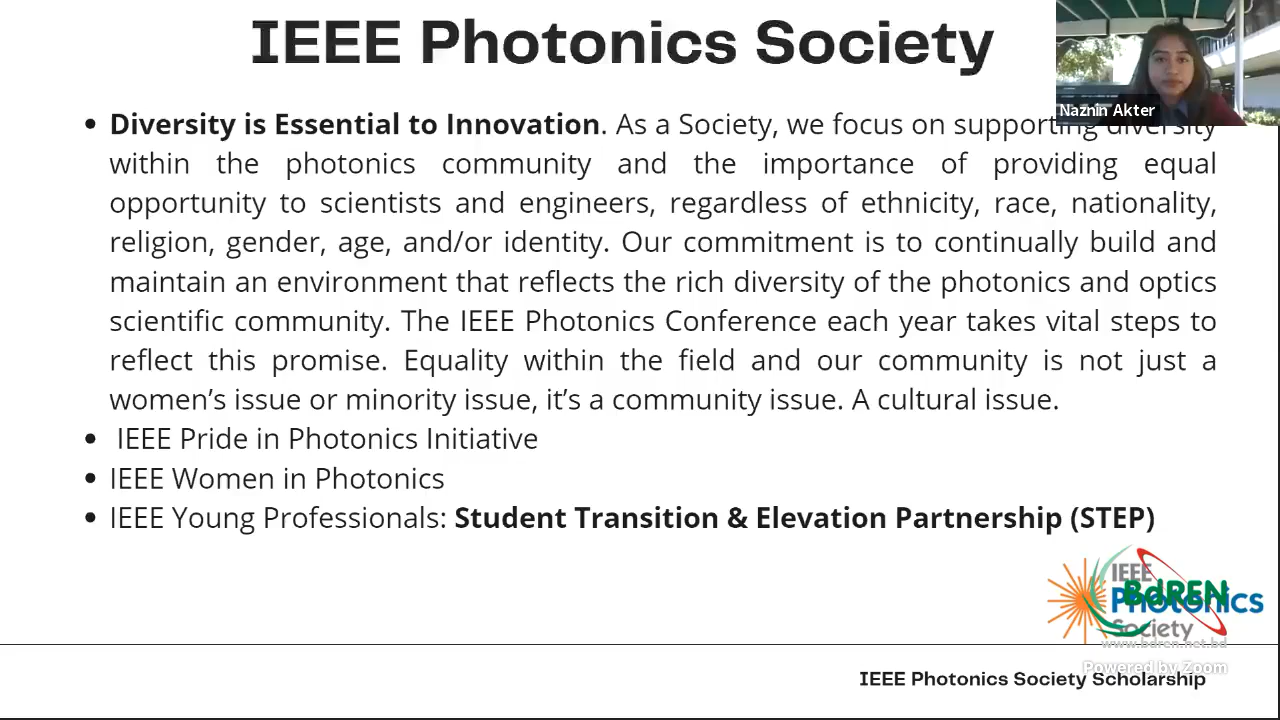 IEEE Photonics Society
Naznin Akter
• Diversity is Essential to Innovation. As a Society, we focus on supporting diversity
within the photonics community and the importance of providing equal
opportunity to scientists and engineers, regardless of ethnicity, race, nationality,
religion, gender, age, and/or identity. Our commitment is to continually build and
maintain an environment that reflects the rich diversity of the photonics and optics
scientific community. The IEEE Photonics Conference each year takes vital steps to
reflect this promise. Equality within the field and our community is not just a
women’s issue or minority issue, it’s a community issue. A cultural issue.
• IEEE Pride in Photonics Initiative
• IEEE Women in Photonics
• IEEE Young Professionals: Student Transition & Elevation Partnership (STEP)
IEEE
Photonics
Society
BdREN
www.bdren.net.bd
Powered by Zoom
IEEE Photonics Society Scholarship